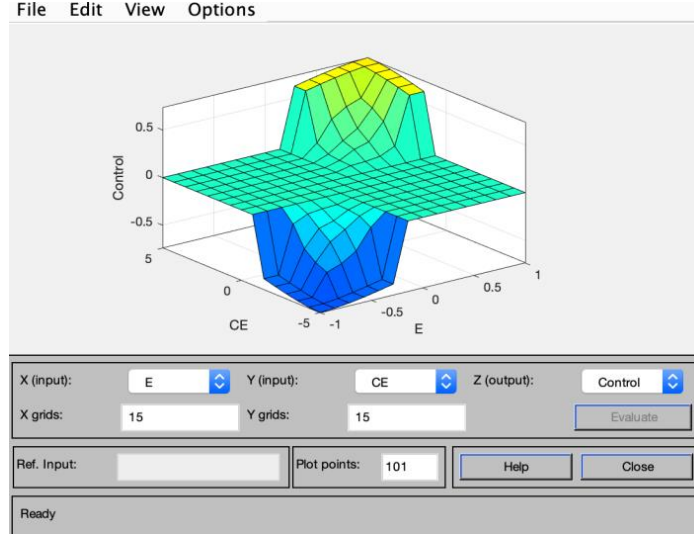 File Edit View Options
0.5
0
-0.5
Control
5
0
-5
CE
-1
-0.5
0
0.5
1
E
X (input): E Y (input): CE Z (output): Control
X grids: 15 Y grids: 15 Evaluate
Ref. Input: Plot points: 101 Help Close
Ready